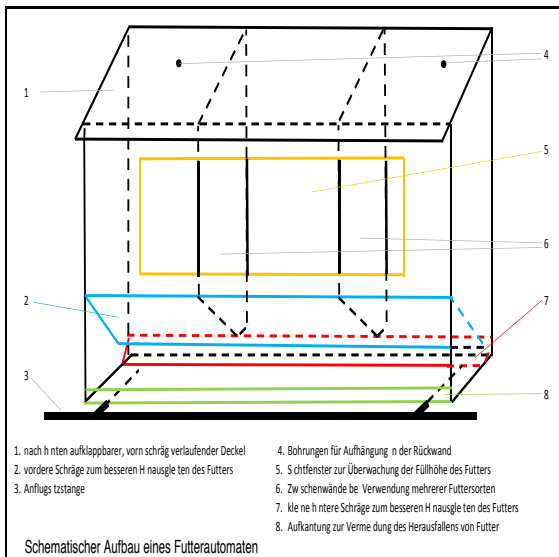 1
2
3
4
5
6
7
8
1. nach h nten aufklappbarer, vorn schräg verlaufender Deckel
2. vordere Schräge zum besseren H nausgle ten des Futters
3. Anflugs tzstange
4. Bohrungen für Aufhängung n der Rückwand
5. S chtfenster zur Überwachung der Füllhöhe des Futters
6. Zw schenwände be Verwendung mehrerer Futtersorten
7. kle ne h ntere Schräge zum besseren H nausgle ten des Futters
8. Aufkantung zur Verme dung des Herausfallens von Futter
Schematischer Aufbau eines Futterautomaten